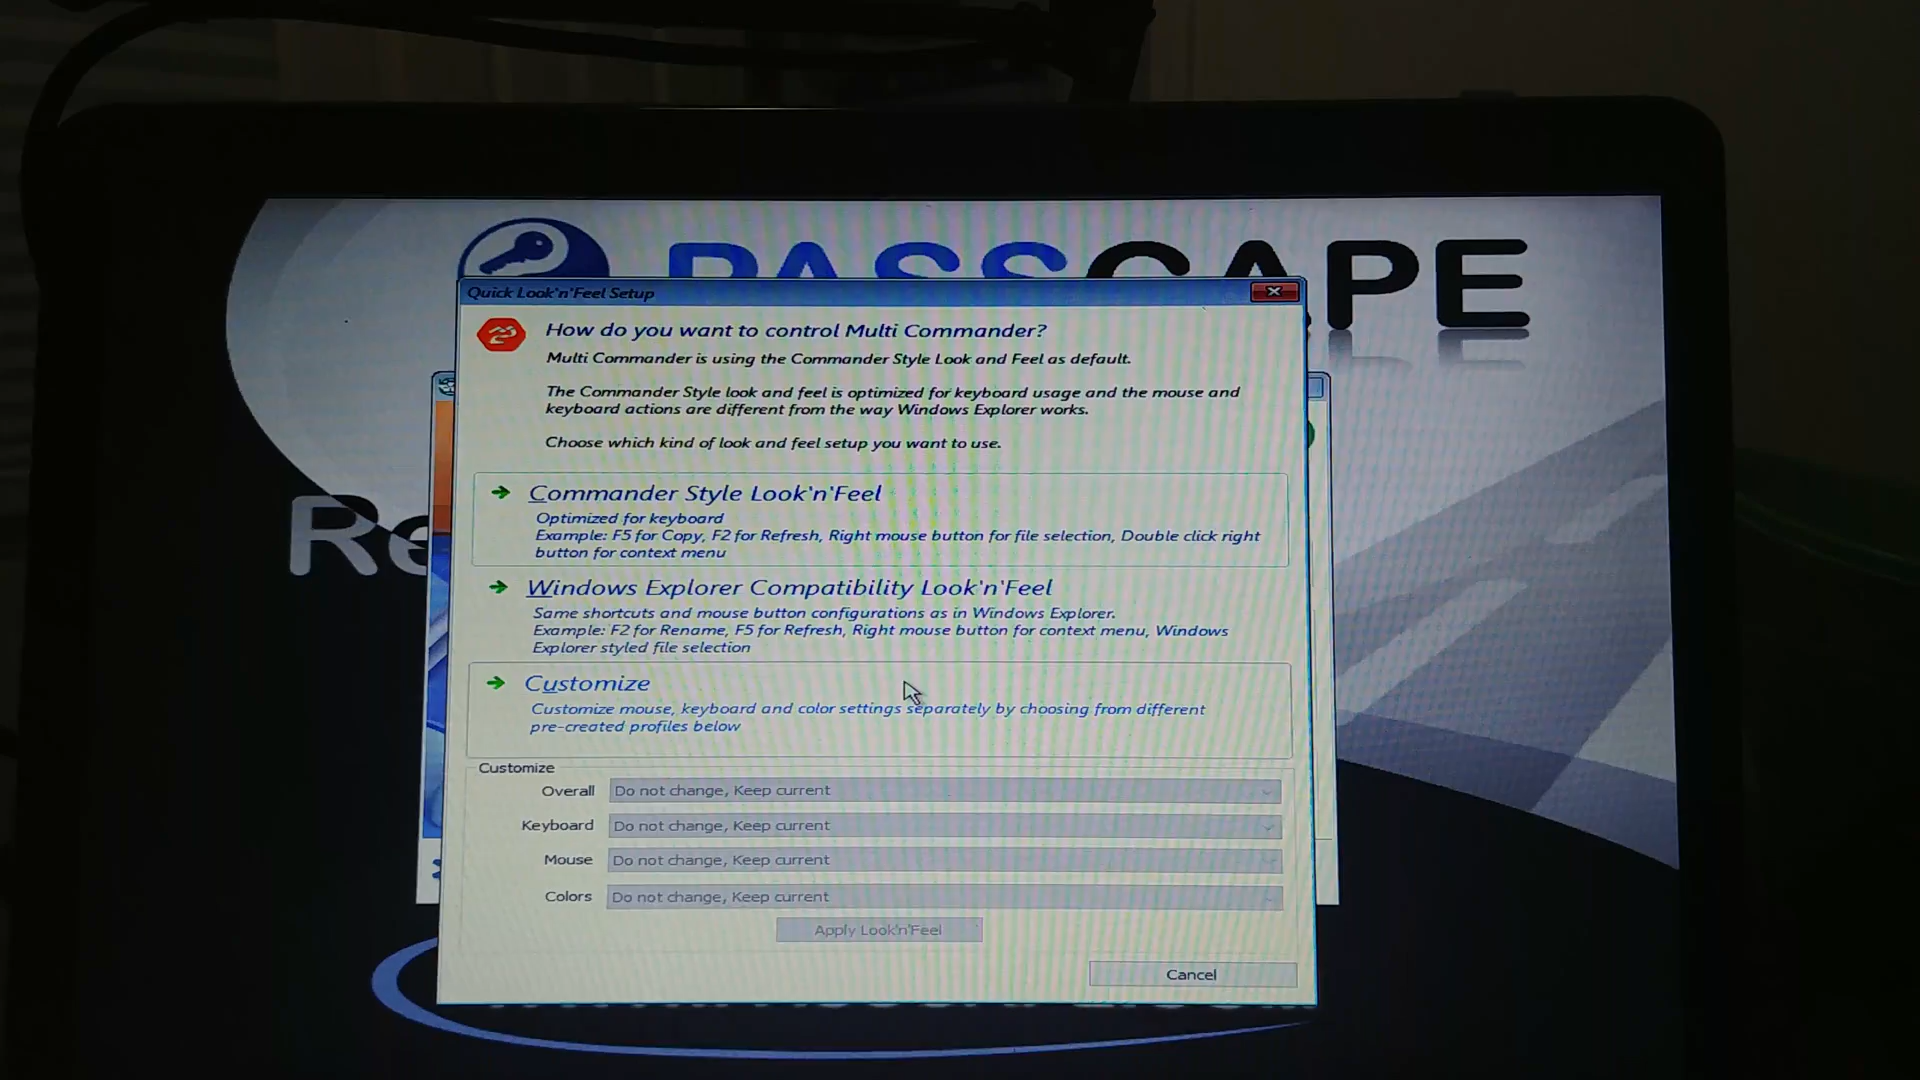 PASSCAPE
Quick Look'n'Feel Setup
How do you want to control Multi Commander?
Multi Commander is using the Commander Style Look and Feel as default.
The Commander Style look and feel is optimized for keyboard usage and the mouse and
keyboard actions are different from the way Windows Explorer works.
Choose which kind of look and feel setup you want to use.
Commander Style Look'n'Feel
Optimized for keyboard
Example: F5 for Copy, F2 for Refresh, Right mouse button for file selection, Double click right
button for context menu
Re
Windows Explorer Compatibility Look'n'Feel
Same shortcuts and mouse button configurations as in Windows Explorer.
Example: F2 for Rename, F5 for Refresh, Right mouse button for context menu, Windows
Explorer styled file selection
Customize
Customize mouse, keyboard and color settings separately by choosing from different
pre-created profiles below
Customize
Overall Do not change, Keep current
Keyboard Do not change, Keep current
Mouse Do not change, Keep current
Colors Do not change, Keep current
Apply Look'n'Feel
Cancel